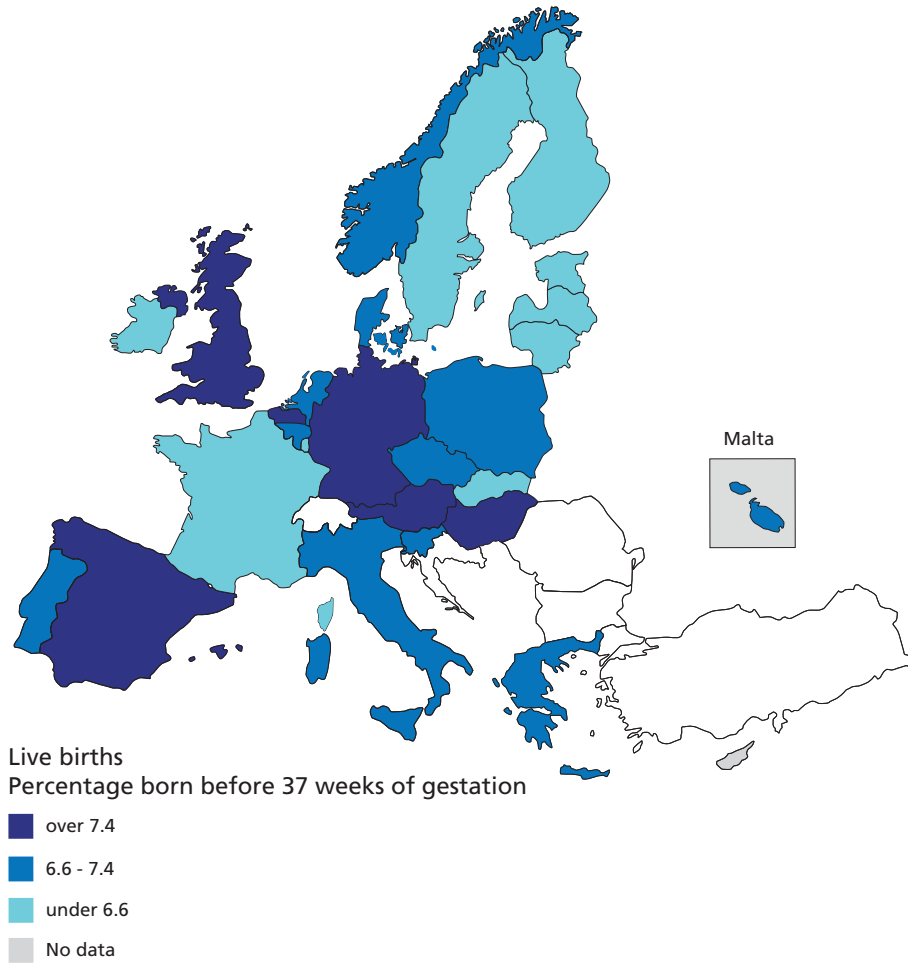 Malta
Live births
Percentage born before 37 weeks of gestation
over 7.4
6.6 - 7.4
under 6.6
No data